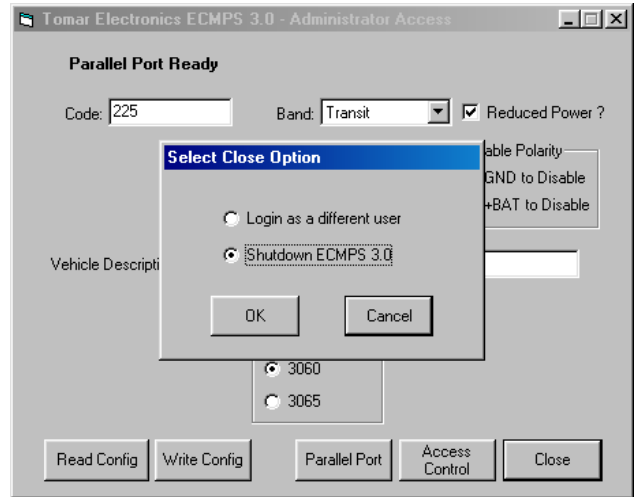 Tomar Electronics ECMPS 3.0 - Administrator Access
Parallel Port Ready
Code: 225 Band: Transit Reduced Power ?
Select Close Option
able Polarity
GND to Disable
+BAT to Disable
Login as a different user
Shutdown ECMPS 3.0
Vehicle Descripti
OK Cancel
3060
3065
Read Config Write Config Parallel Port Access Control Close